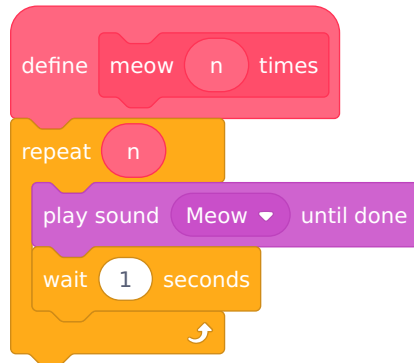 define meow n times
repeat n
play sound Meow until done
wait 1 seconds